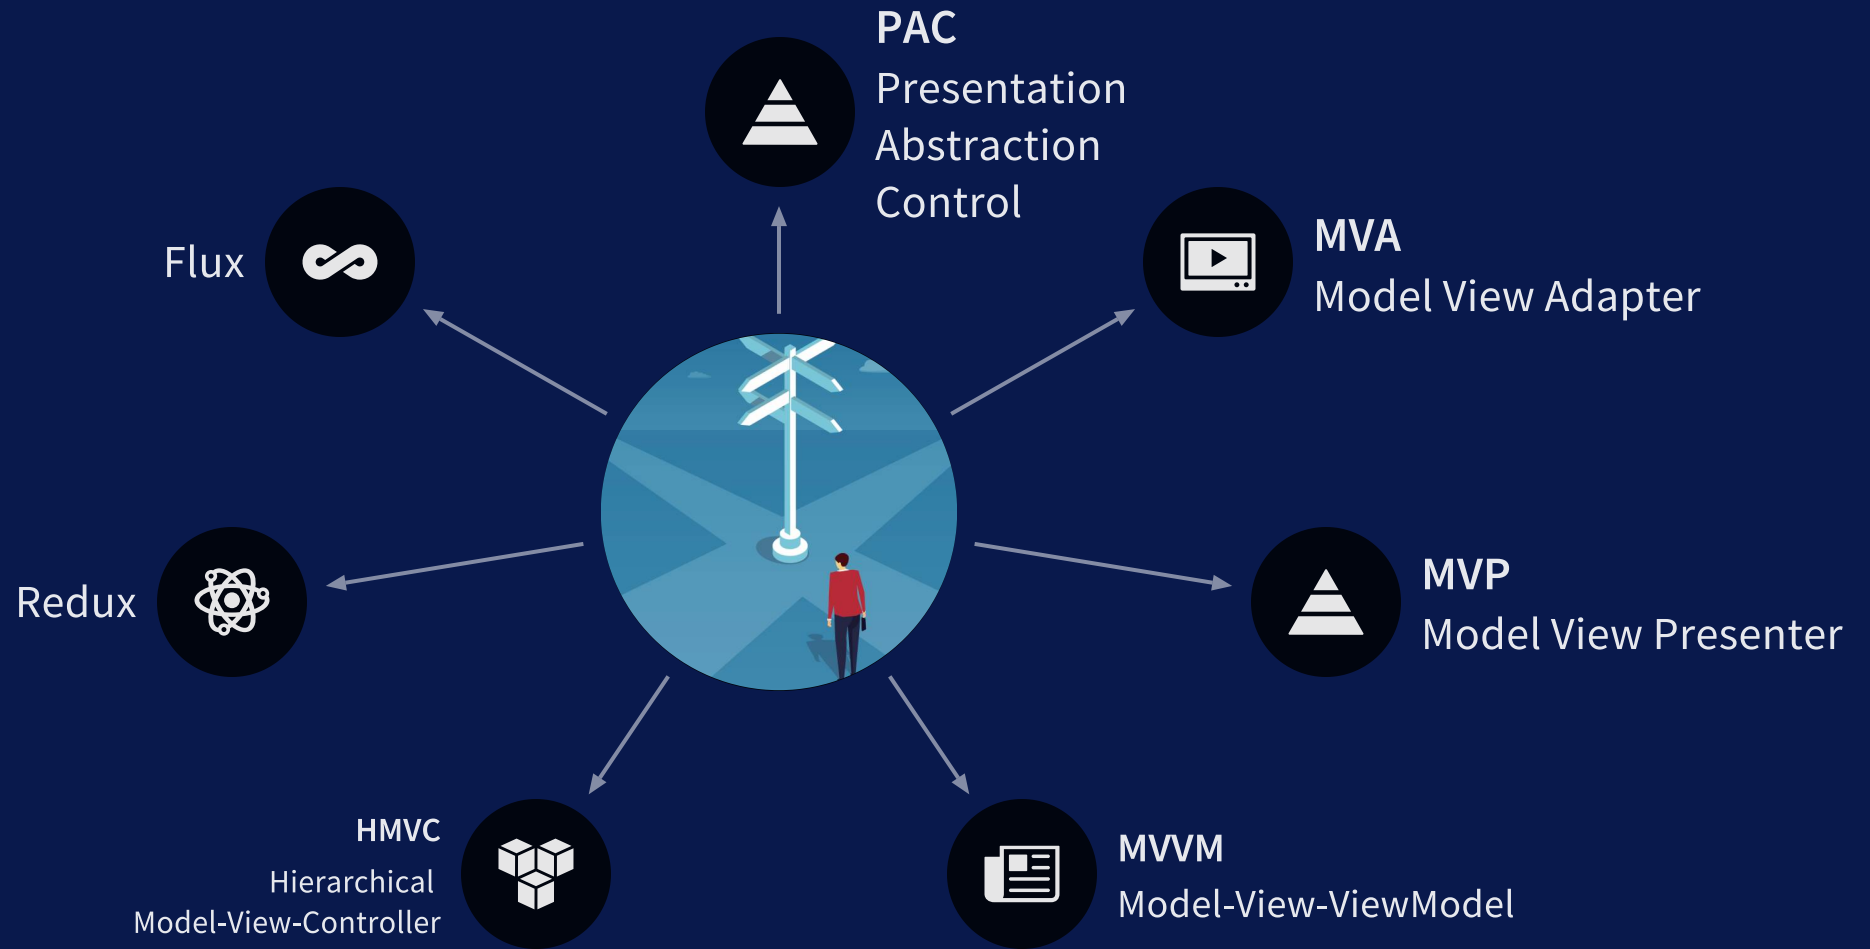 PAC
Presentation
Abstraction
Control
MVA
Model View Adapter
MVP
Model View Presenter
MVVM
Model-View-ViewModel
HMVC
Hierarchical
Model-View-Controller
Redux
Flux